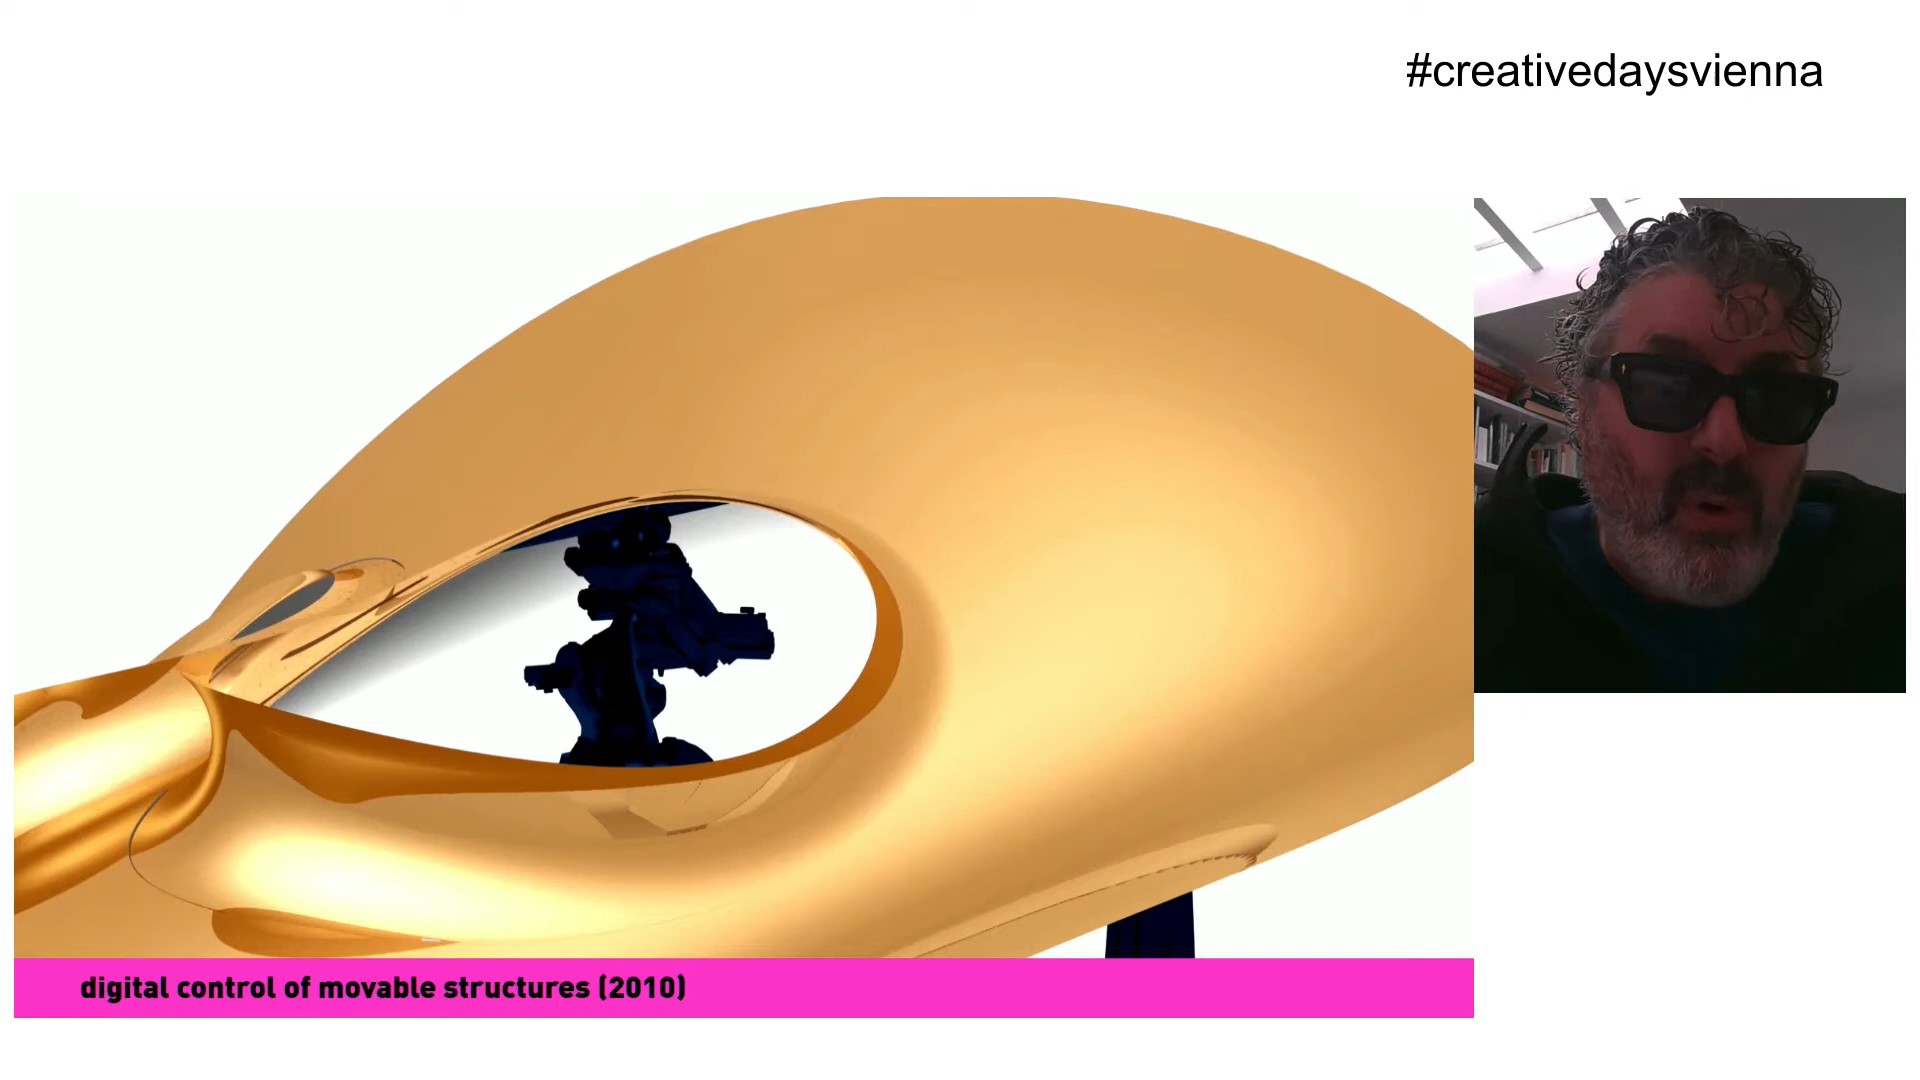 #creativedaysvienna
digital control of movable structures (2010)